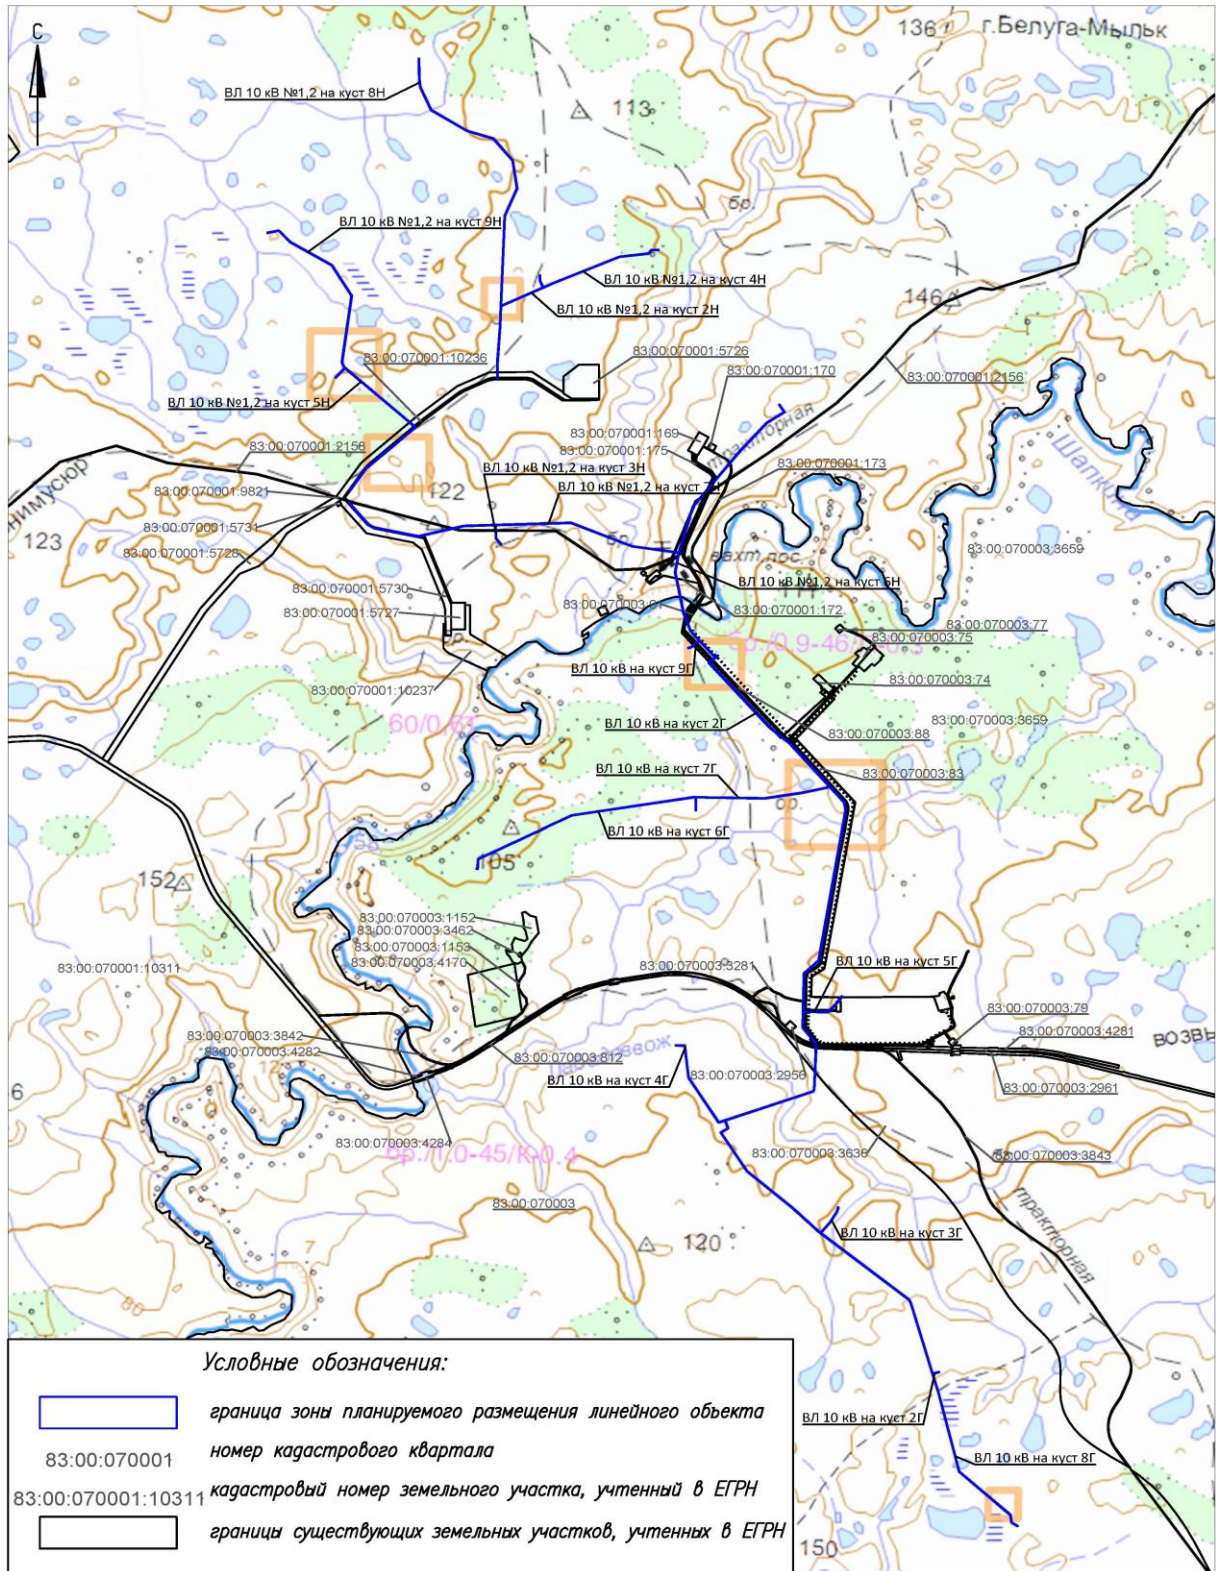 С
136
г.Белуга-Мыльк
ВЛ 10 кВ №1,2 на куст 8Н
113
бр.
ВЛ 10 кВ №1,2 на куст 9Н
ВЛ 10 кВ №1,2 на куст 4Н
146
ВЛ 10 кВ №1,2 на куст 2Н
83:00:070001:10236
83:00:070001:5726
83:00:070001:170
83:00:070001:2156
ВЛ 10 кВ №1,2 на куст 5Н
тракторная
83:00:070001:169
83:00:070001:2156
83:00:070001:175
Шапкина
83:00:070001:173
ВЛ 10 кВ №1,2 на куст 3Н
ВЛ 10 кВ №1,2 на куст
83:00:070001:9821
122
83:00:070001:5731
123
бр.
83:00:070001:5728
вахт.пос.
83:00:070003:3659
ВЛ 10 кВ №1,2 на куст 6Н
83:00:070001:5730
83:00:070001:172
83:00:070001:5727
83:00:070003:77
83:00:070003:75
ВЛ 10 кВ на куст 9Г
83:00:070003:74
83:00:070001:10237
ВЛ 10 кВ на куст 2Г
83:00:070003:3659
83:00:070003:88
ВЛ 10 кВ на куст 7Г
83:00:070003:83
бр.
ВЛ 10 кВ на куст 6Г
105
152
83:00:070003:1152
83:00:070003:3462
83:00:070003:1153
83:00:070003:4170
83:00:070001:10311
83:00:070003:3281
ВЛ 10 кВ на куст 5Г
83:00:070003:79
83:00:070003:4281
83:00:070003:3842
ВОЗВЫ
83:00:070003:4282
83:00:070003:812
83:00:070003:2956
ВЛ 10 кВ на куст 4Г
83:00:070003:2961
6
83:00:070003:4284
83:00:070003:3636
83:00:070003:3843
83:00:070003
тракторная
ВЛ 10 кВ на куст 3Г
120
ВЛ 10 кВ на куст 2Г
ВЛ 10 кВ на куст 8Г
150
Условные обозначения:
граница зоны планируемого размещения линейного объекта
83:00:070001
номер кадастрового квартала
83:00:070001:10311
кадастровый номер земельного участка, учтенный в ЕГРН
границы существующих земельных участков, учтенных в ЕГРН